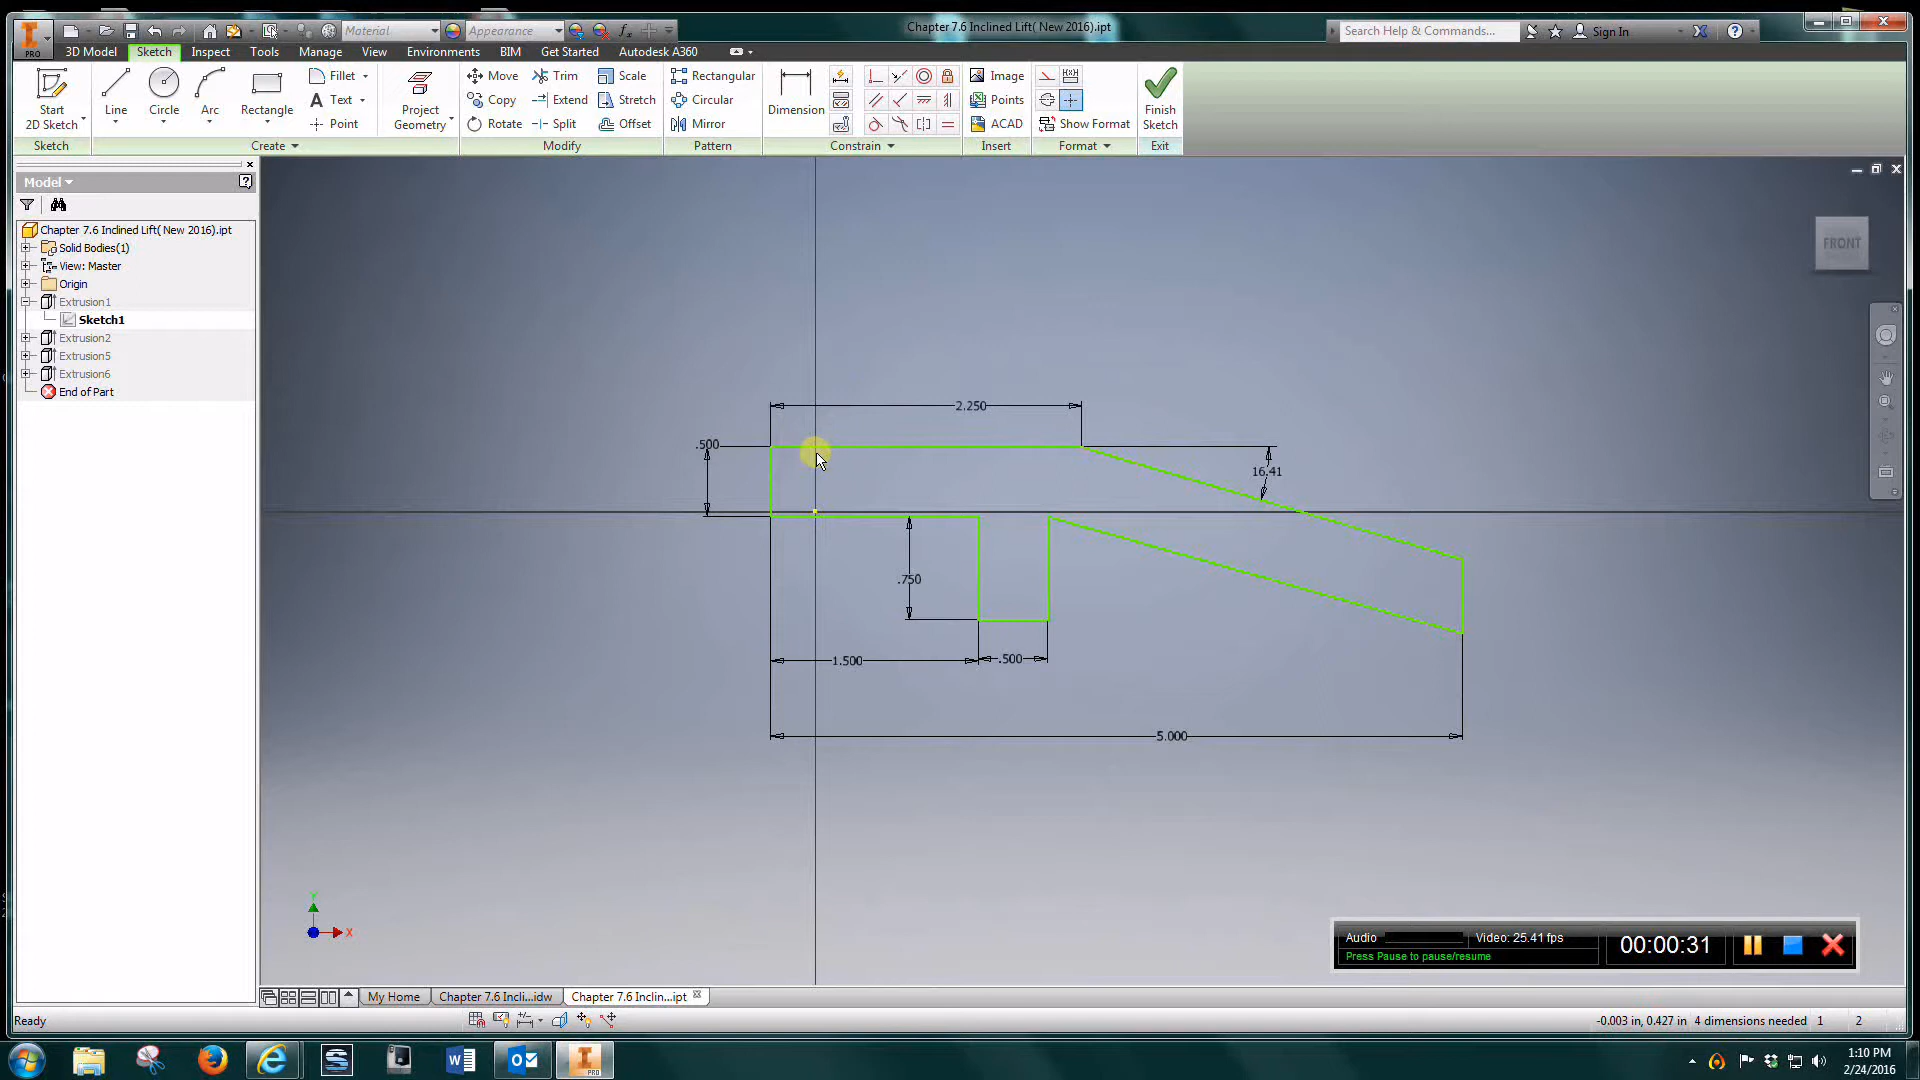 Material
Appearance
Chapter 7.6 Inclined Lift( New 2016).ipt
Search Help & Commands...
Sign In
PRO
3D Model
Sketch
Inspect
Tools
Manage
View
Environments
BIM
Get Started
Autodesk A360
Start
2D Sketch
Line
Circle
Arc
Rectangle
Fillet
Text
Point
Project
Geometry
Move
Copy
Rotate
Trim
Extend
Split
Scale
Stretch
Offset
Rectangular
Circular
Mirror
Dimension
Image
Points
ACAD
Show Format
Finish
Sketch
Sketch
Create
Modify
Pattern
Constrain
Insert
Format
Exit
Model
Chapter 7.6 Inclined Lift( New 2016).ipt
Solid Bodies(1)
View: Master
Origin
Extrusion1
Sketch1
Extrusion2
Extrusion5
Extrusion6
End of Part
FRONT
2.250
.500
16.41
.750
1.500
.500
5.000
Y
X
Audio
Video: 25.41 fps
Press Pause to pause/resume
00:00:31
My Home
Chapter 7.6 Incli...idw
Chapter 7.6 Inclin...ipt
Ready
-0.003 in, 0.427 in
4 dimensions needed
1
2
PRO
1:10 PM
2/24/2016